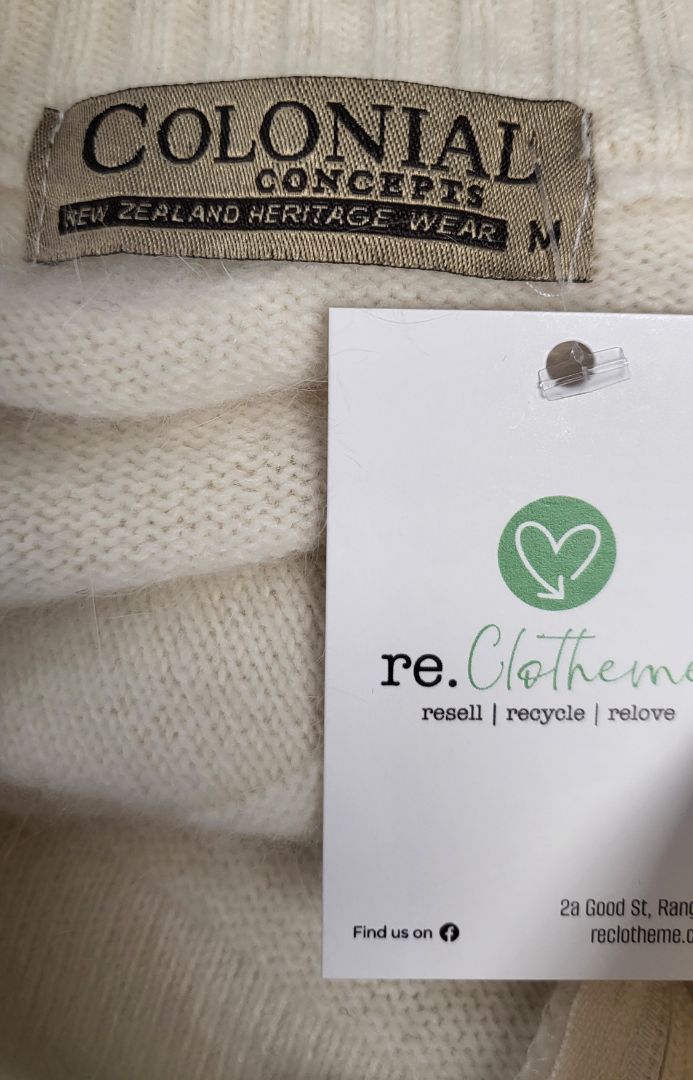 COLONIAL
CONCEPTS
NEW ZEALAND HERITAGE WEAR M
re.Clotheme
resell | recycle | relove
2a Good St, Rang
Find us on
reclotheme.c